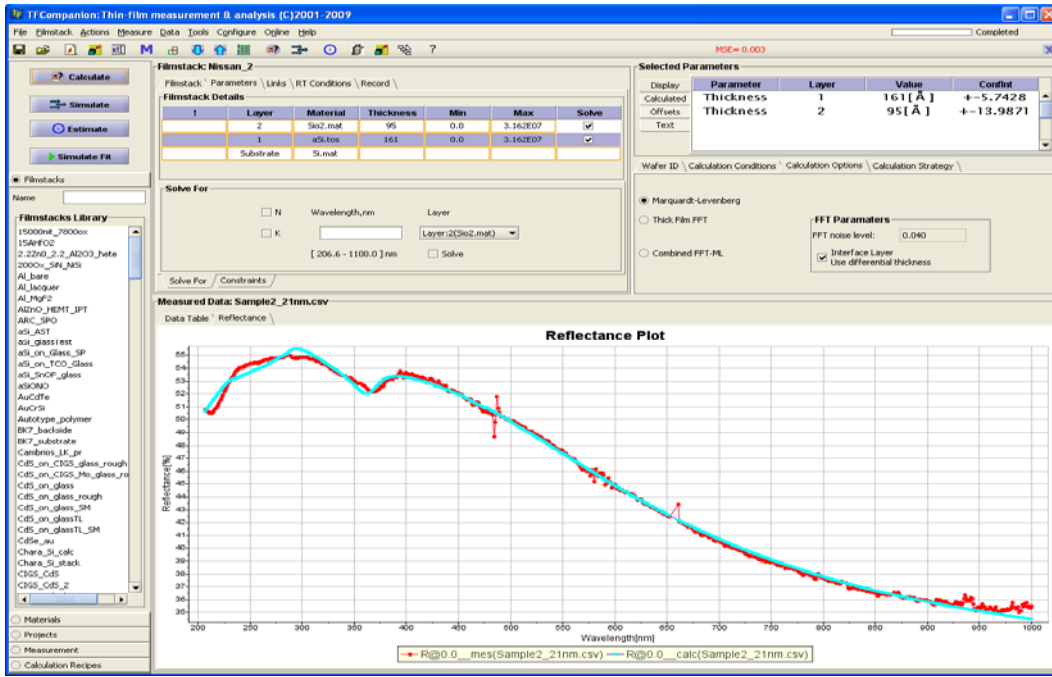 TFCompanion: Thin-film measurement & analysis (C)2001-2009
File Filmstack Actions Measure Data Tools Configure Online Help
Completed
M ?
MSE= 0.003
Calculate
Simulate
Estimate
Simulate Fit
Filmstacks
Name
Filmstacks Library
15000nit_7800ox
15AHFO2
2.2Zn0_2.2_Al2O3_hete
200Ox_SiN_NiSi
Al_bare
Al_lacquer
Al_MgF2
AlZnO_HEMT_IPT
ARC_SPO
aSi_AST
aSi_glassTest
aSi_on_Glass_SP
aSi_on_TCO_Glass
aSi_SnOF_glass
aSiONO
AuCdTe
AuCrSi
Autotype_polymer
BK7_backside
BK7_substrate
Cambrios_LK_pr
CdS_on_CIGS_glass_rough
CdS_on_CIGS_Mo_glass_ro
CdS_on_glass
CdS_on_glass_rough
CdS_on_glass_SM
CdS_on_glassTL
CdS_on_glassTL_SM
CdSe_au
Chara_Si_calc
Chara_Si_stack
CIGS_CdS
CIGS_CdS_2
Materials
Projects
Measurement
Calculation Recipes
Filmstack: Nissan_2
Filmstack Parameters Links RT Conditions Record
Filmstack Details
! Layer Material Thickness Min Max Solve
2 Sio2.mat 95 0.0 3.162E07
1 aSi.tos 161 0.0 3.162E07
Substrate Si.mat
Solve For
N Wavelength,nm Layer
K Layer:2(Sio2.mat)
[ 206.6 - 1100.0 ] nm Solve
Solve For Constraints
Selected Parameters
Display Calculated Offsets Text
Parameter Layer Value ConfInt
Thickness 1 161[Å] +-5.7428
Thickness 2 95[Å] +-13.9871
Wafer ID Calculation Conditions Calculation Options Calculation Strategy
Marquardt-Levenberg
Thick Film FFT
Combined FFT-ML
FFT Paramaters
FFT noise level: 0.040
Interface Layer
Use differential thickness
Measured Data: Sample2_21nm.csv
Data Table Reflectance
Reflectance Plot
Reflectance[%]
55
54
53
52
51
50
49
48
47
46
45
44
43
42
41
40
39
38
37
36
35
200 250 300 350 400 450 500 550 600 650 700 750 800 850 900 950 1000
Wavelength[nm]
R@0.0__mes(Sample2_21nm.csv) R@0.0__calc(Sample2_21nm.csv)